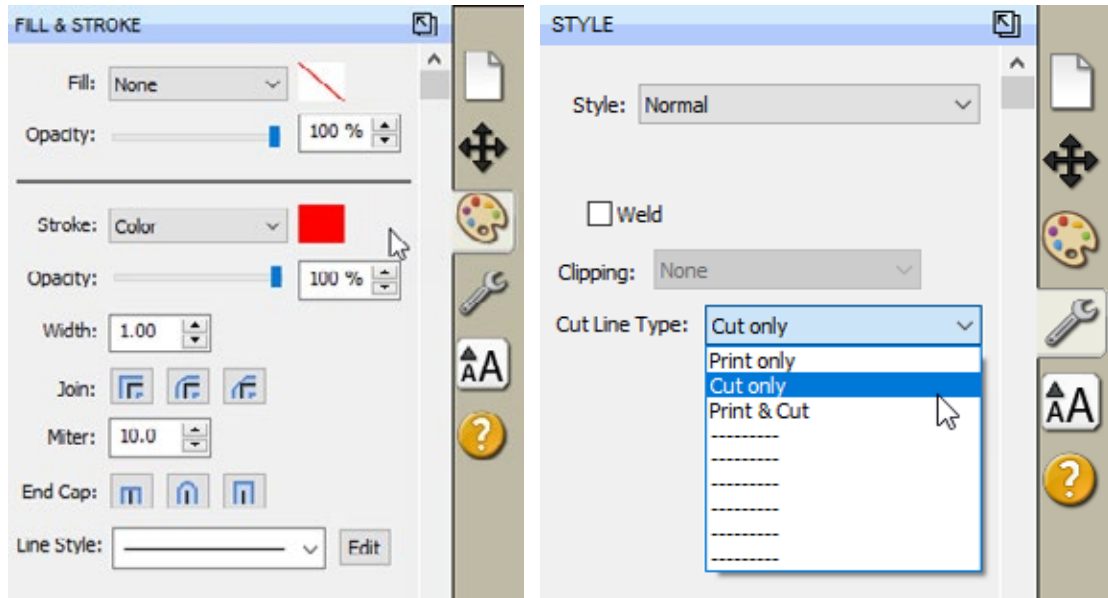 FILL & STROKE
Fill: None
Opacity: 100 %
Stroke: Color
Opacity: 100 %
Width: 1.00
Join:
Miter: 10.0
End Cap:
Line Style: Edit
AA
?
STYLE
Style: Normal
Weld
Clipping: None
Cut Line Type: Cut only
Print only
Cut only
Print & Cut
---------
---------
---------
---------
---------
---------
AA
?